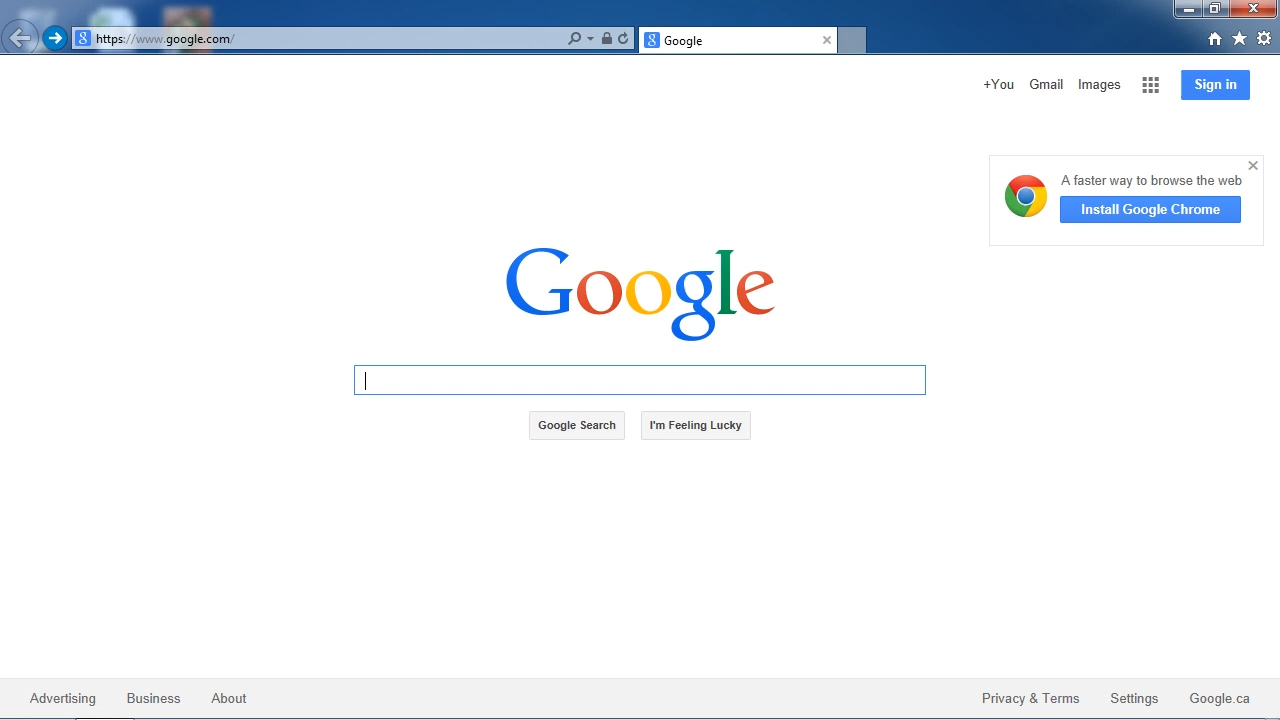 https://www.google.com/
Google
+You Gmail Images Sign in
A faster way to browse the web
Install Google Chrome
Google
Google Search I'm Feeling Lucky
Advertising Business About Privacy & Terms Settings Google.ca